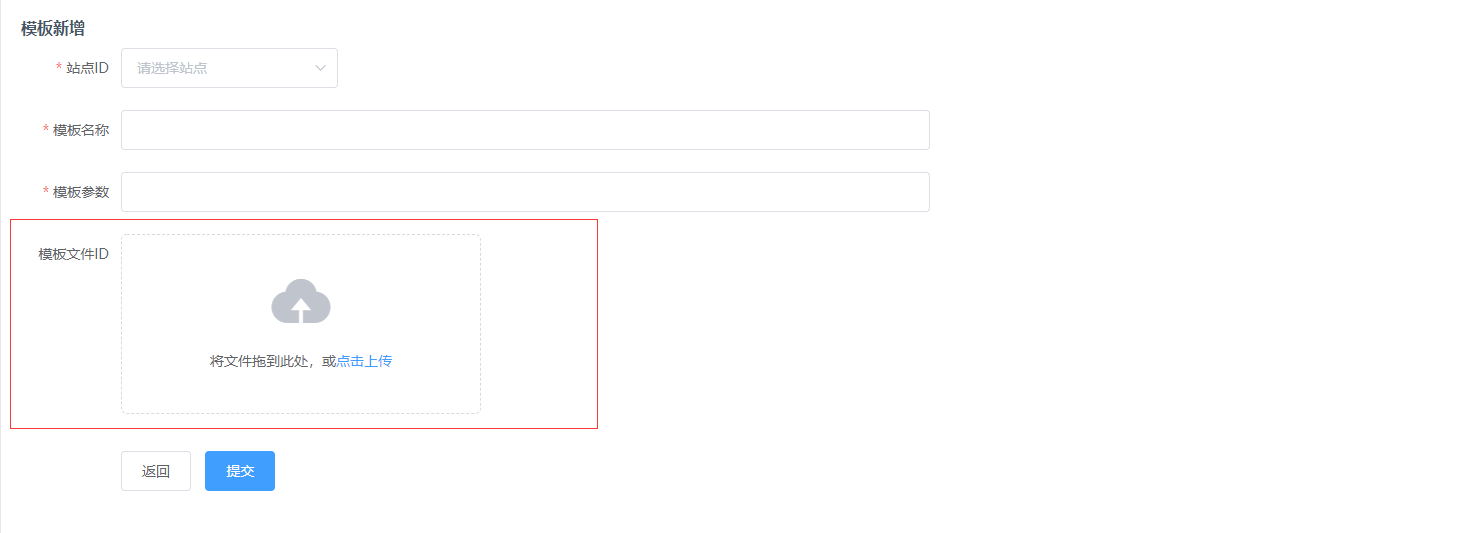 模板新增
* 站点ID 请选择站点
* 模板名称
* 模板参数
模板文件ID
将文件拖到此处，或点击上传
返回 提交